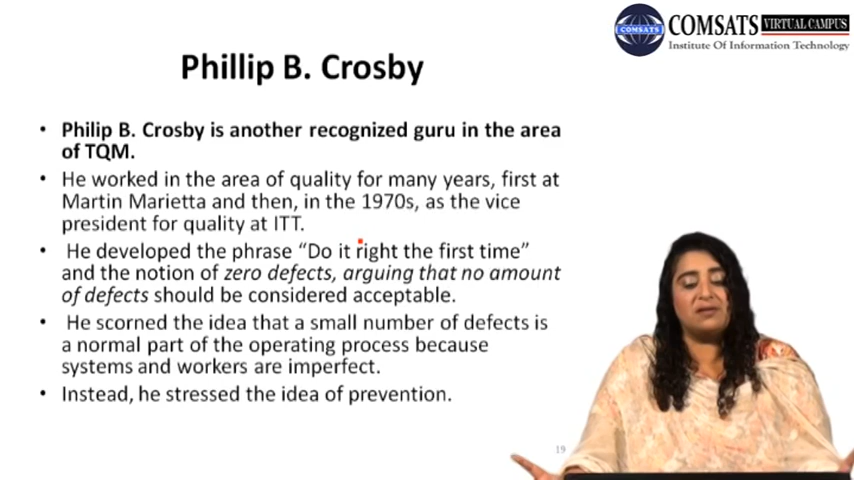 COMSATS
COMSATS VIRTUAL CAMPUS
Institute Of Information Technology
Phillip B. Crosby
• Philip B. Crosby is another recognized guru in the area
of TQM.
• He worked in the area of quality for many years, first at
Martin Marietta and then, in the 1970s, as the vice
president for quality at ITT.
• He developed the phrase “Do it right the first time”
and the notion of zero defects, arguing that no amount
of defects should be considered acceptable.
• He scorned the idea that a small number of defects is
a normal part of the operating process because
systems and workers are imperfect.
• Instead, he stressed the idea of prevention.
19